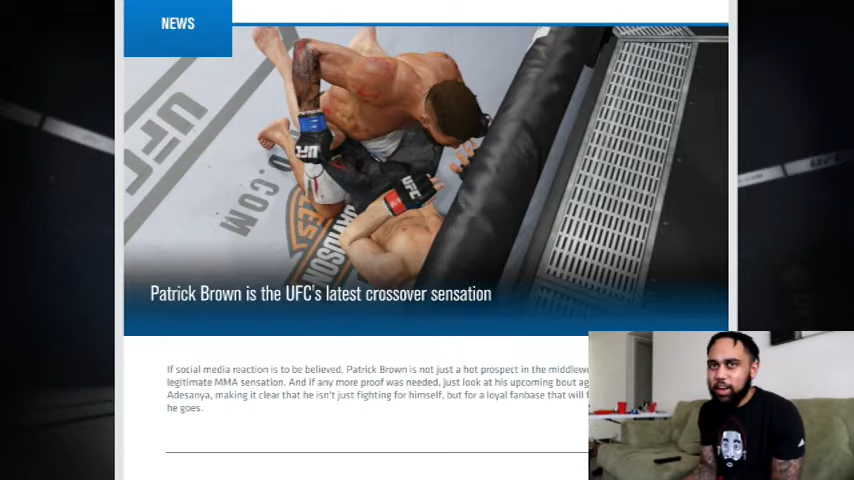 NEWS
UFC
UFC
UFC
D.COM
DAVIDSON
Patrick Brown is the UFC's latest crossover sensation
If social media reaction is to be believed, Patrick Brown is not just a hot prospect in the
legitimate MMA sensation. And if any more proof was needed, just look at his upcoming bout
Adesanya, making it clear that he isn't just fighting for himself, but for a loyal fanbase that will
he goes.